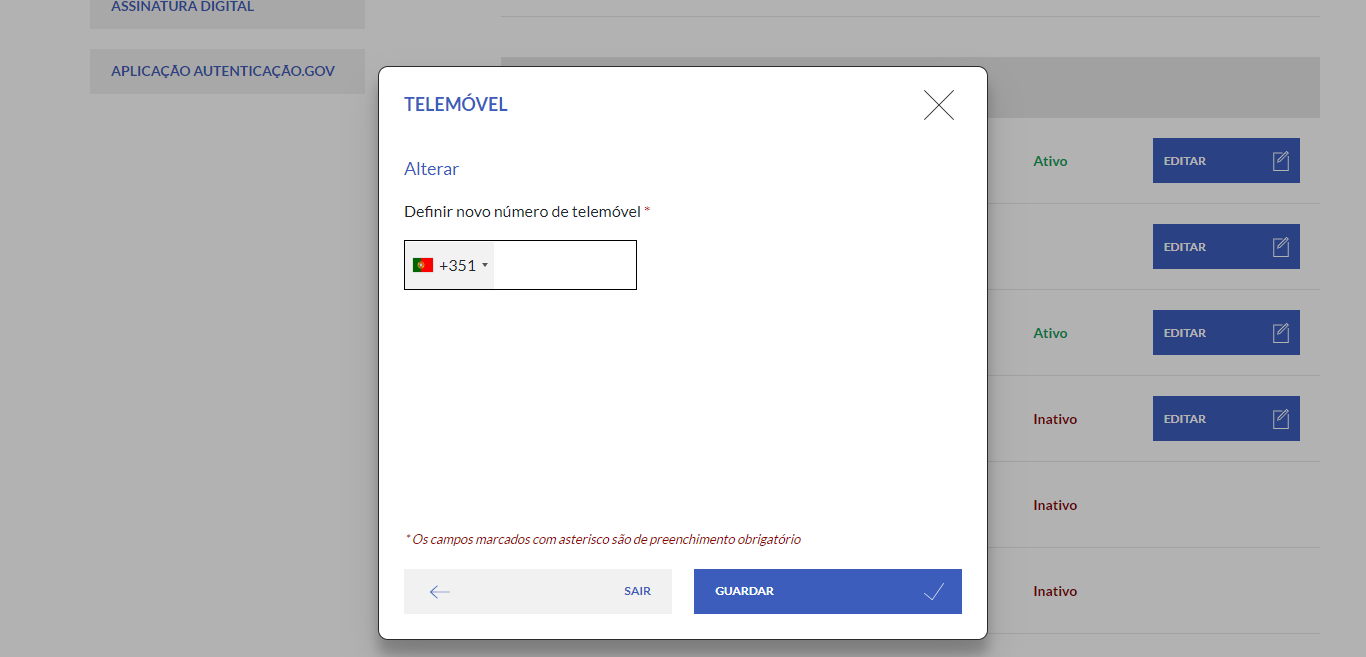 ASSINATURA DIGITAL
APLICAÇÃO AUTENTICAÇÃO.GOV
TELEMÓVEL
Alterar
Definir novo número de telemóvel *
+351
* Os campos marcados com asterisco são de preenchimento obrigatório
SAIR
GUARDAR
Ativo
EDITAR
EDITAR
Ativo
EDITAR
Inativo
EDITAR
Inativo
Inativo